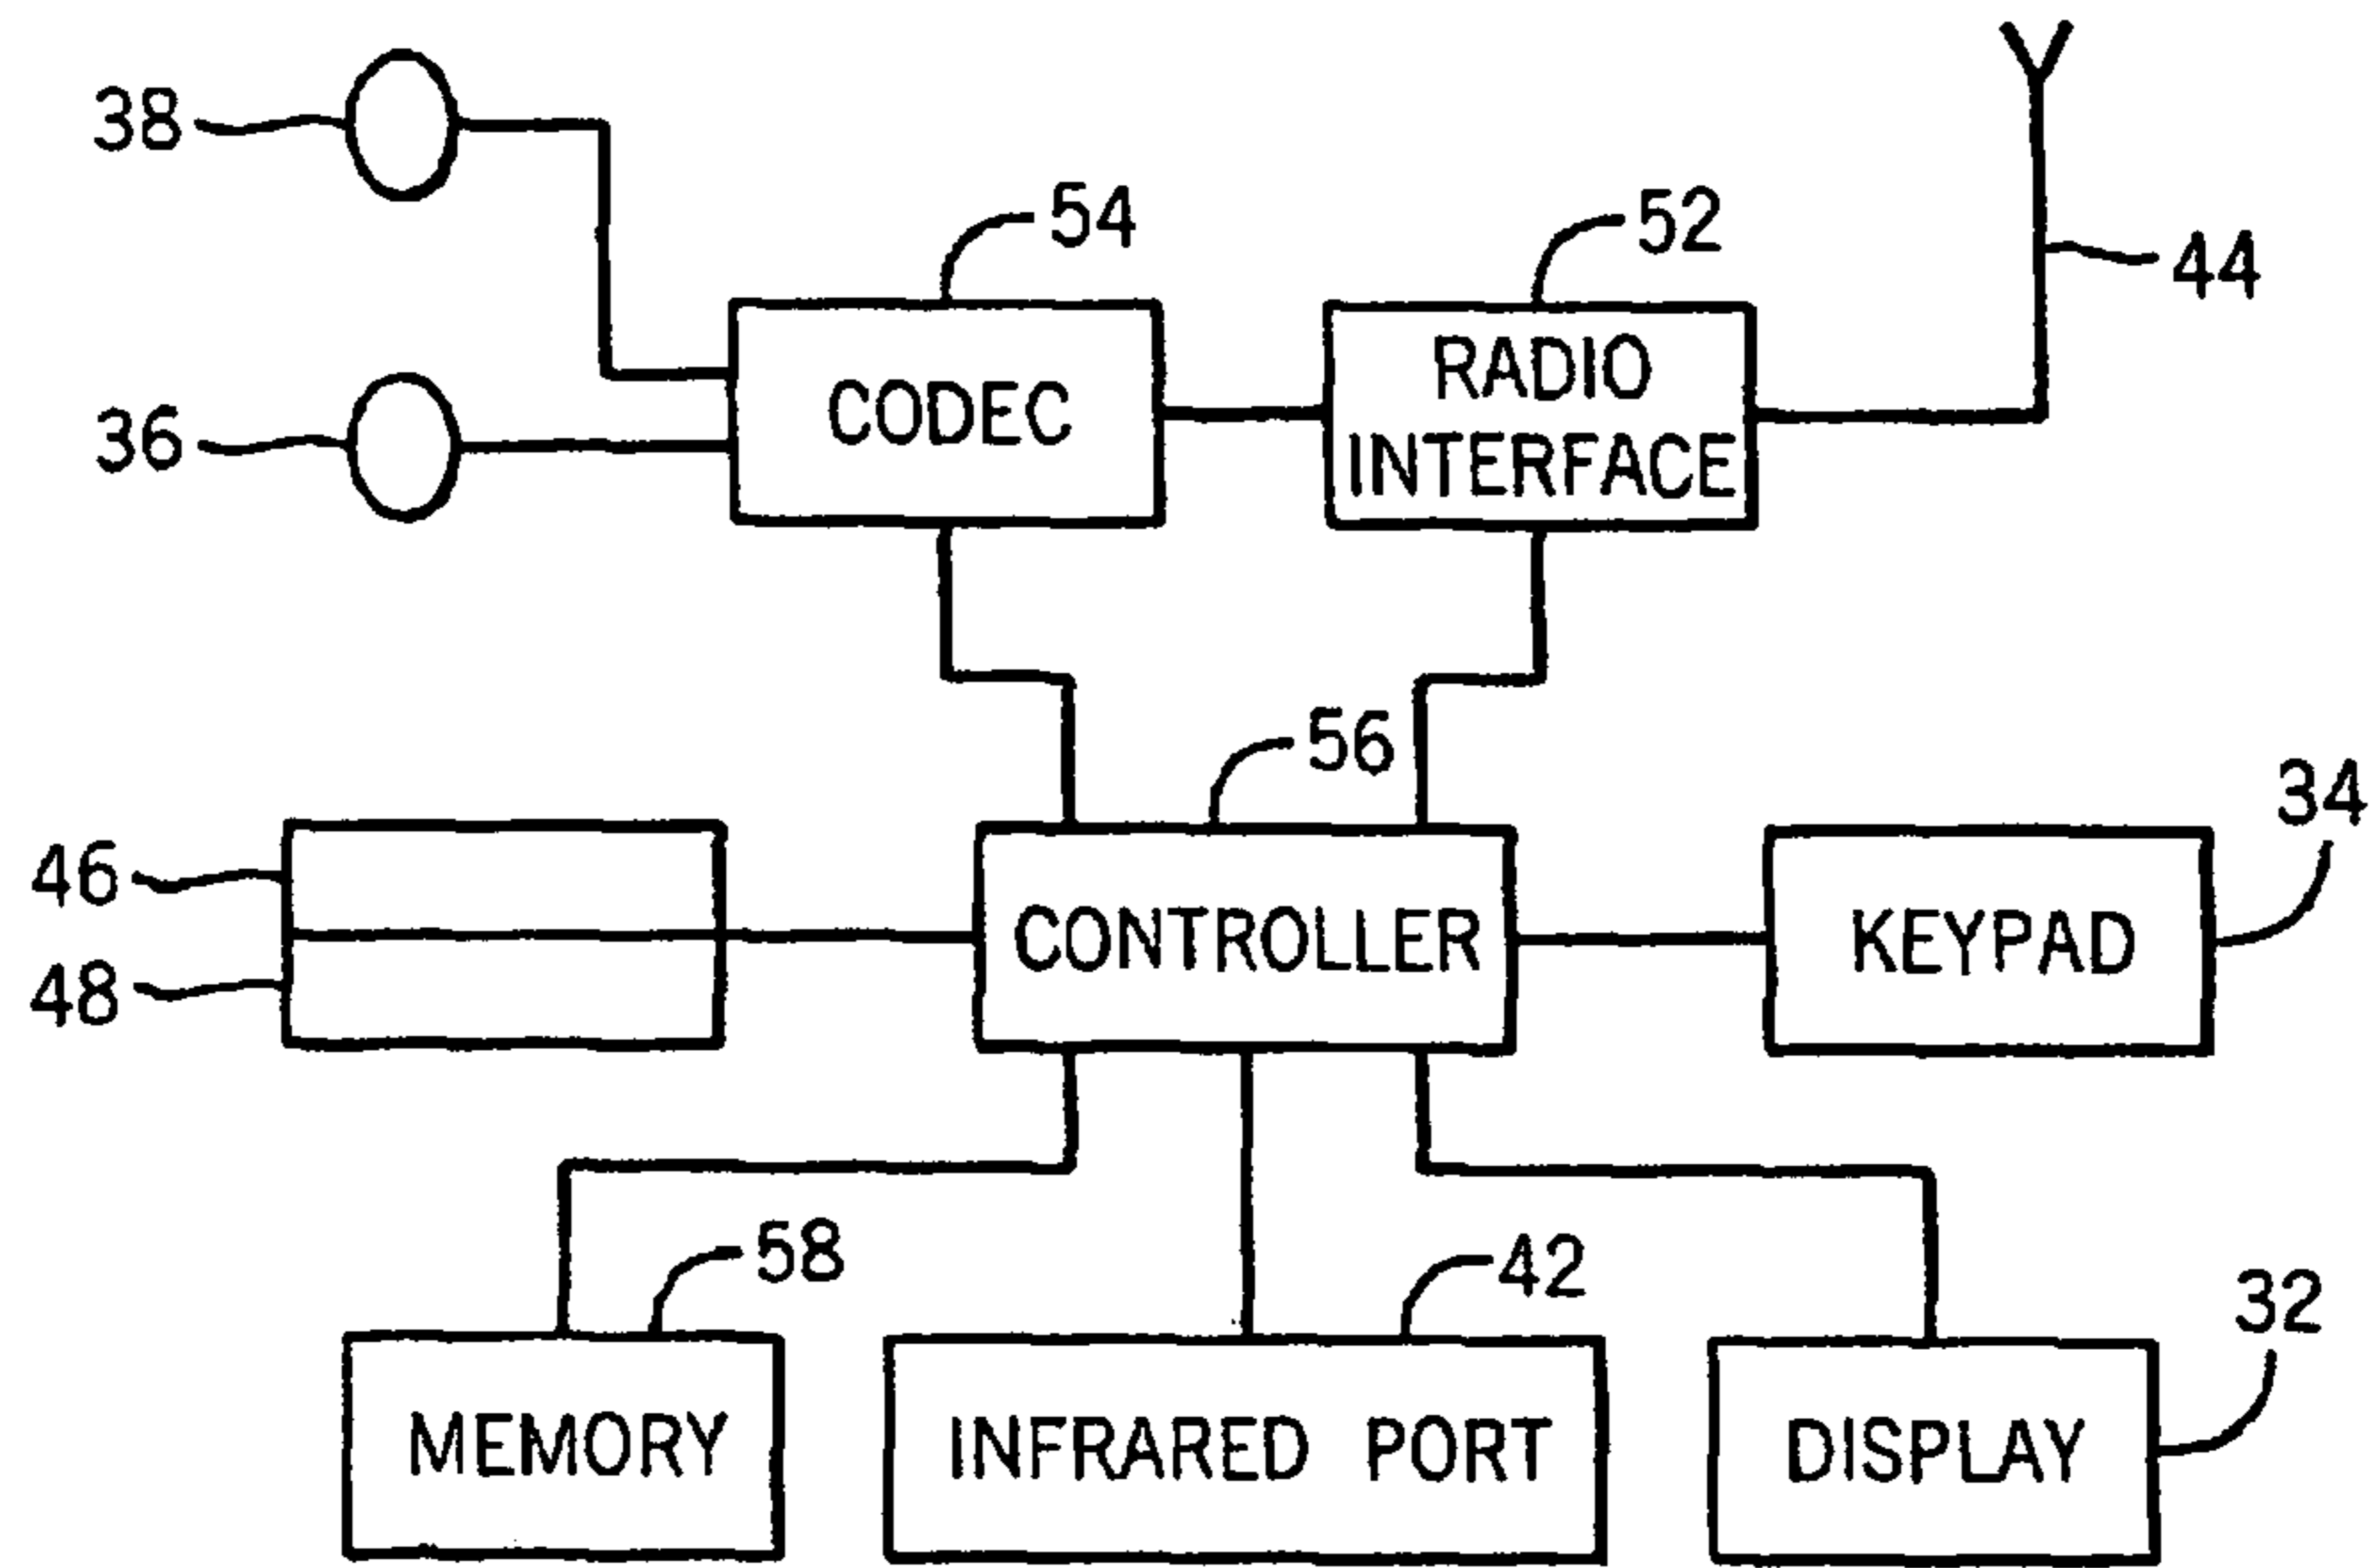 38
54
52
44
CODEC
RADIO
INTERFACE
36
56
34
46
CONTROLLER
KEYPAD
48
58
42
32
MEMORY
INFRARED PORT
DISPLAY